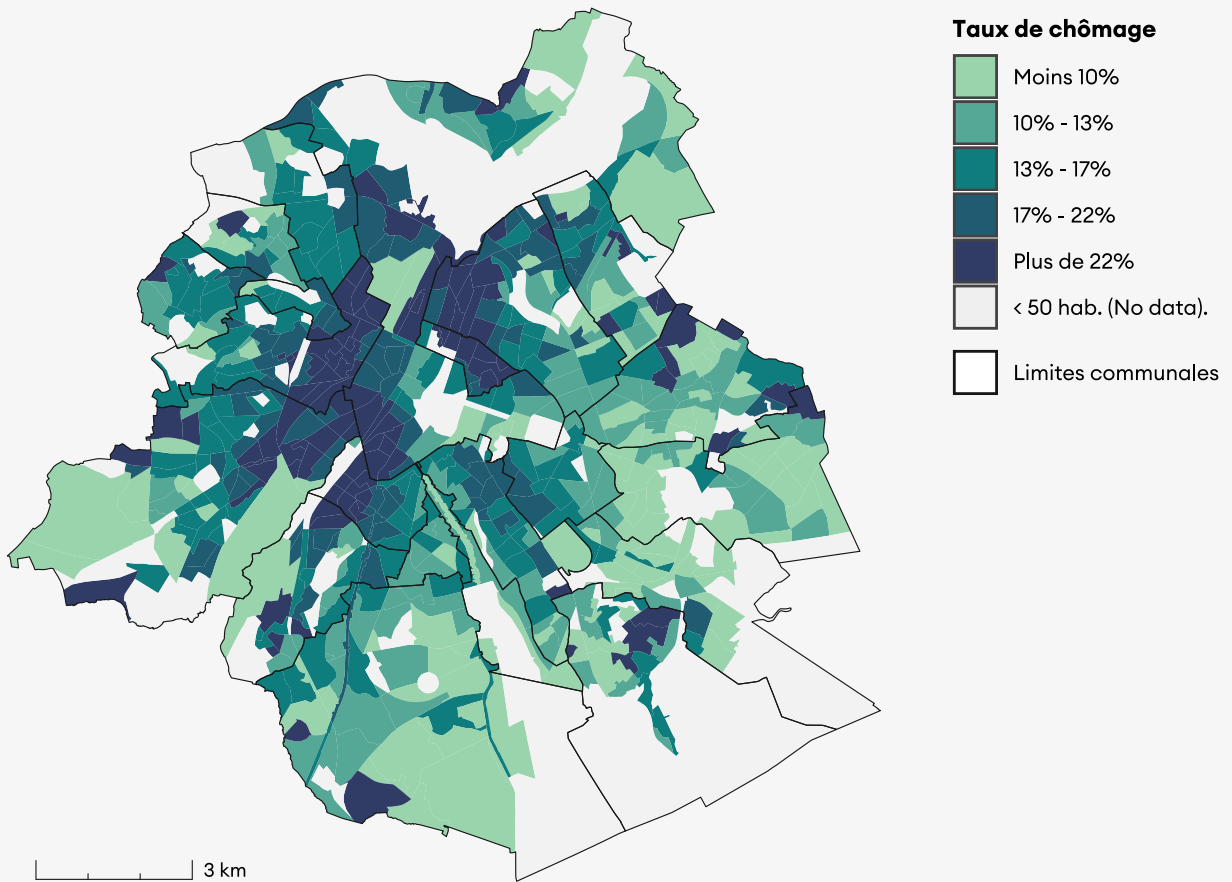 Taux de chômage
Moins 10%
10% - 13%
13% - 17%
17% - 22%
Plus de 22%
< 50 hab. (No data).
Limites communales
3 km